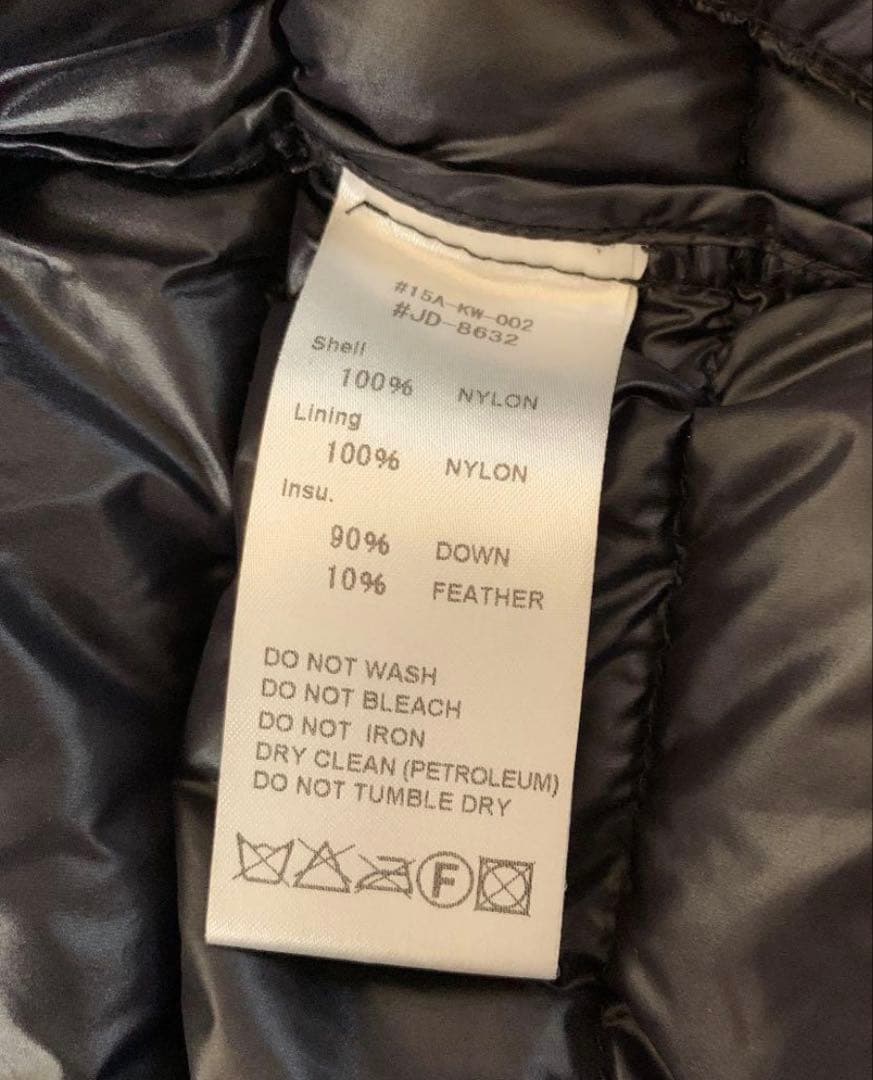 #15A-KW-002
#JD-8632
Shell
100% NYLON
Lining
100% NYLON
Insu.
90% DOWN
10% FEATHER
DO NOT WASH
DO NOT BLEACH
DO NOT IRON
DRY CLEAN (PETROLEUM)
DO NOT TUMBLE DRY
F